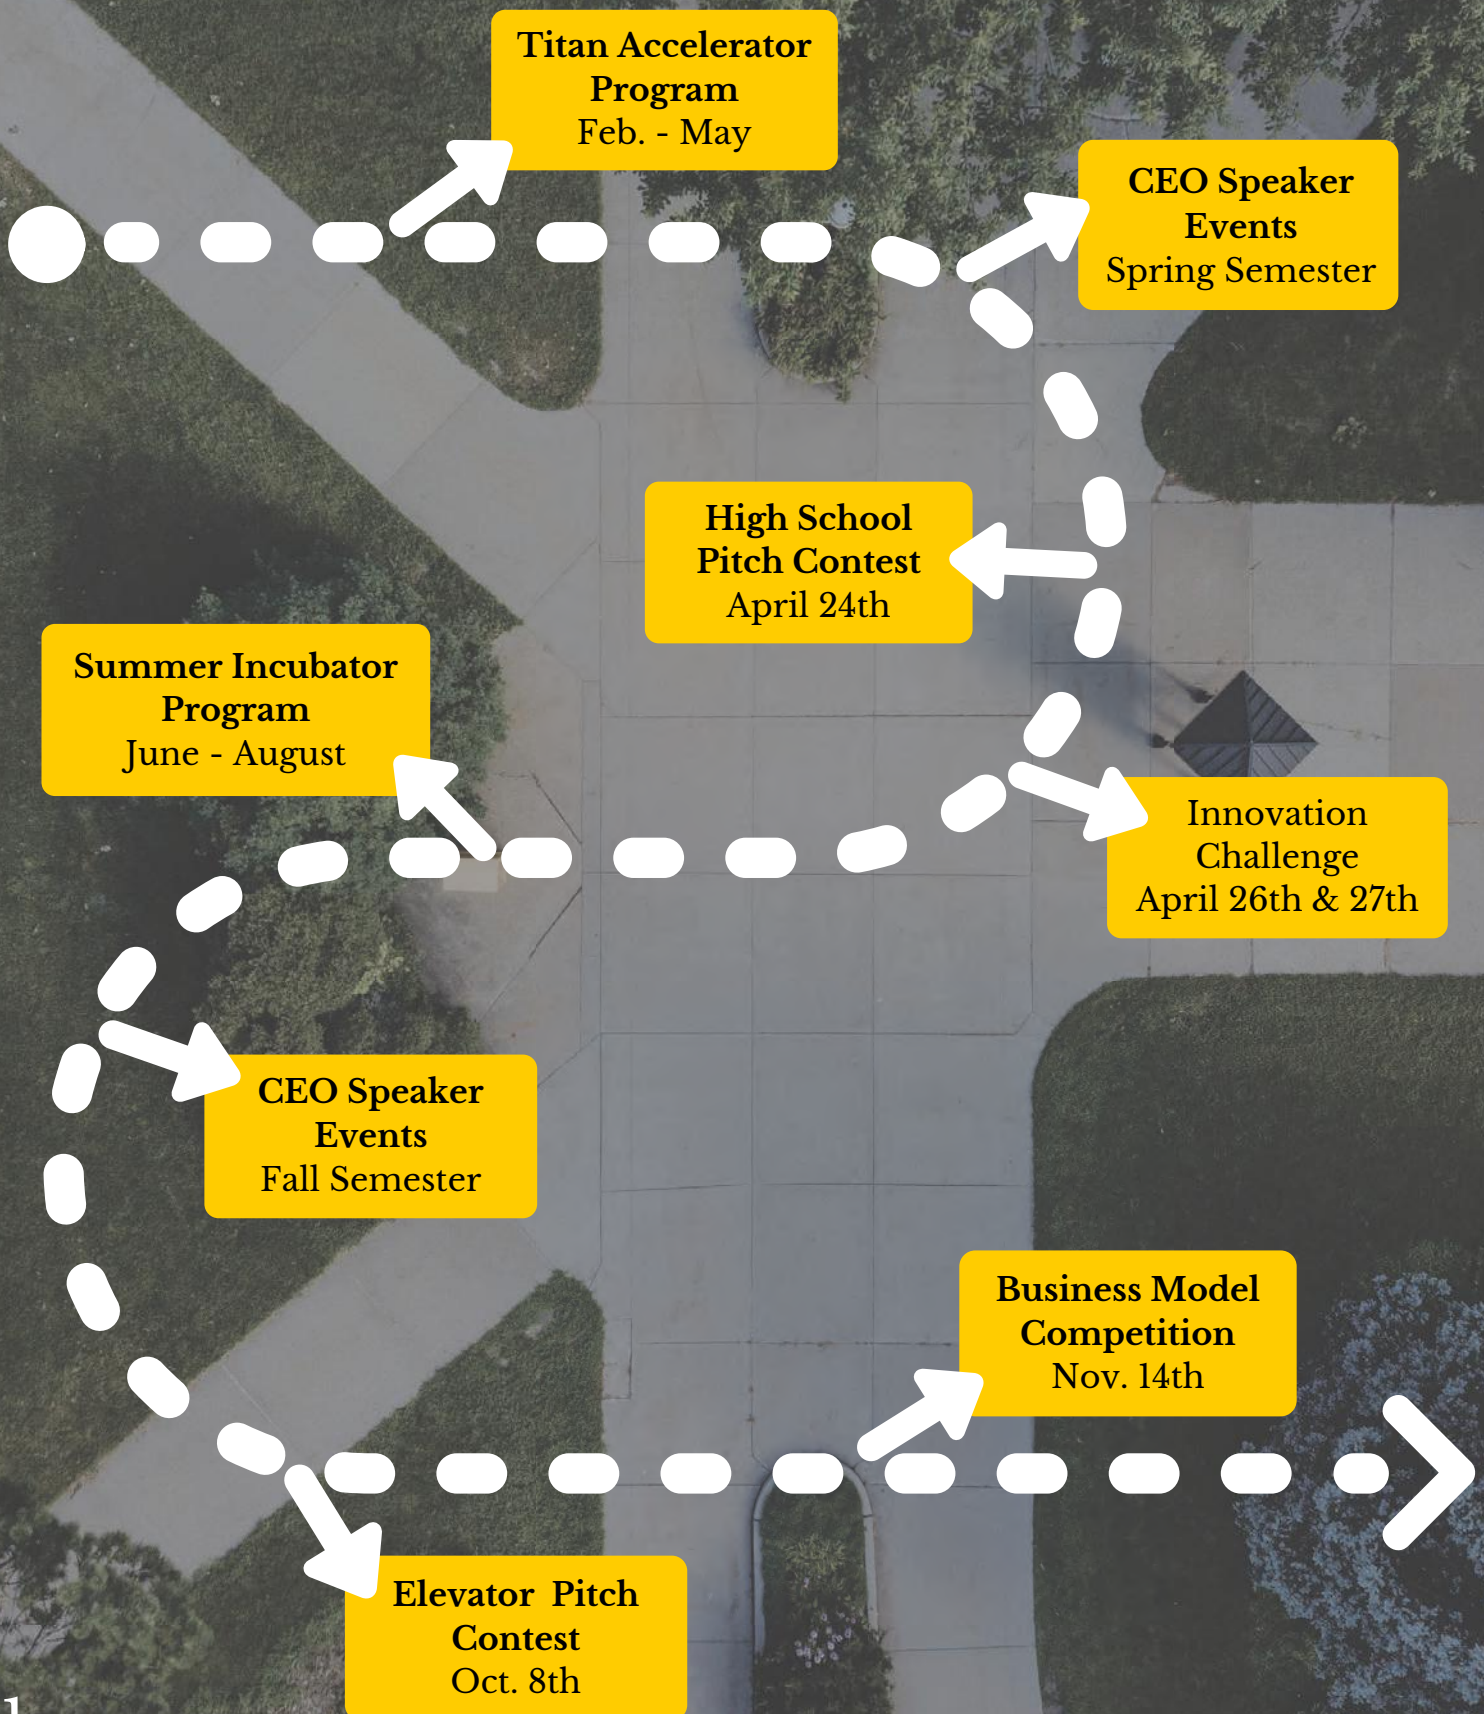 Titan Accelerator
Program
Feb. - May
CEO Speaker
Events
Spring Semester
High School
Pitch Contest
April 24th
Innovation
Challenge
April 26th & 27th
Summer Incubator
Program
June - August
CEO Speaker
Events
Fall Semester
Elevator Pitch
Contest
Oct. 8th
Business Model
Competition
Nov. 14th